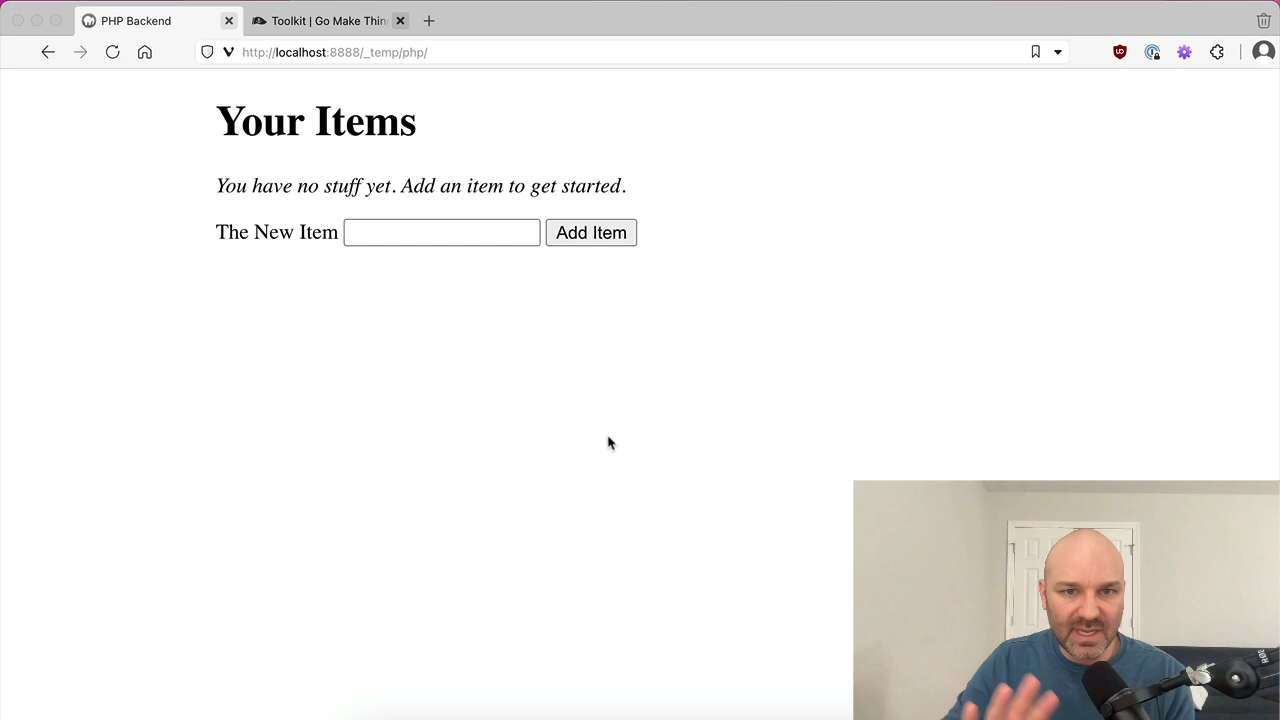 PHP Backend
Toolkit | Go Make Thin
http://localhost:8888/_temp/php/
Your Items
You have no stuff yet. Add an item to get started.
The New Item
Add Item